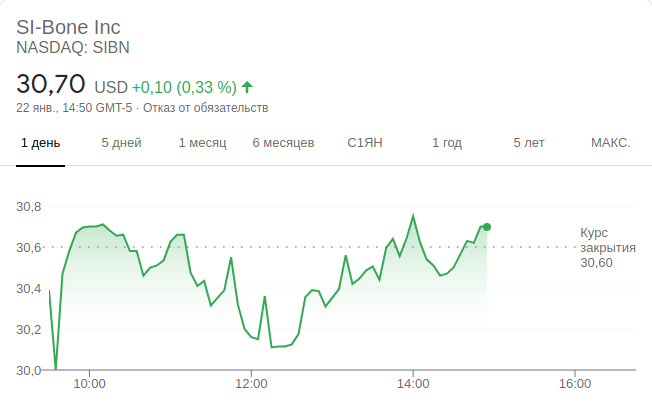 SI-Bone Inc
NASDAQ: SIBN
30,70 USD +0,10 (0,33 %)
22 янв., 14:50 GMT-5 · Отказ от обязательств
1 день 5 дней 1 месяц 6 месяцев С1ЯН 1 год 5 лет МАКС.
30,8
30,6
30,4
30,2
30,0
Курс
закрытия
30,60
10:00 12:00 14:00 16:00